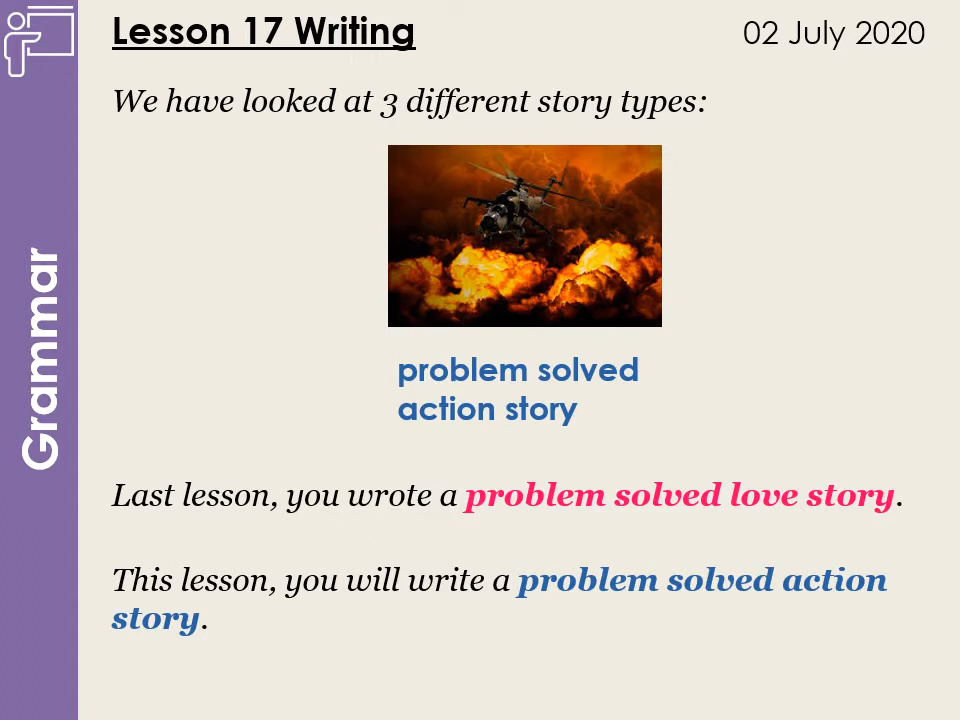 Lesson 17 Writing
02 July 2020
We have looked at 3 different story types:
problem solved
action story
Last lesson, you wrote a problem solved love story.
This lesson, you will write a problem solved action
story.
Grammar